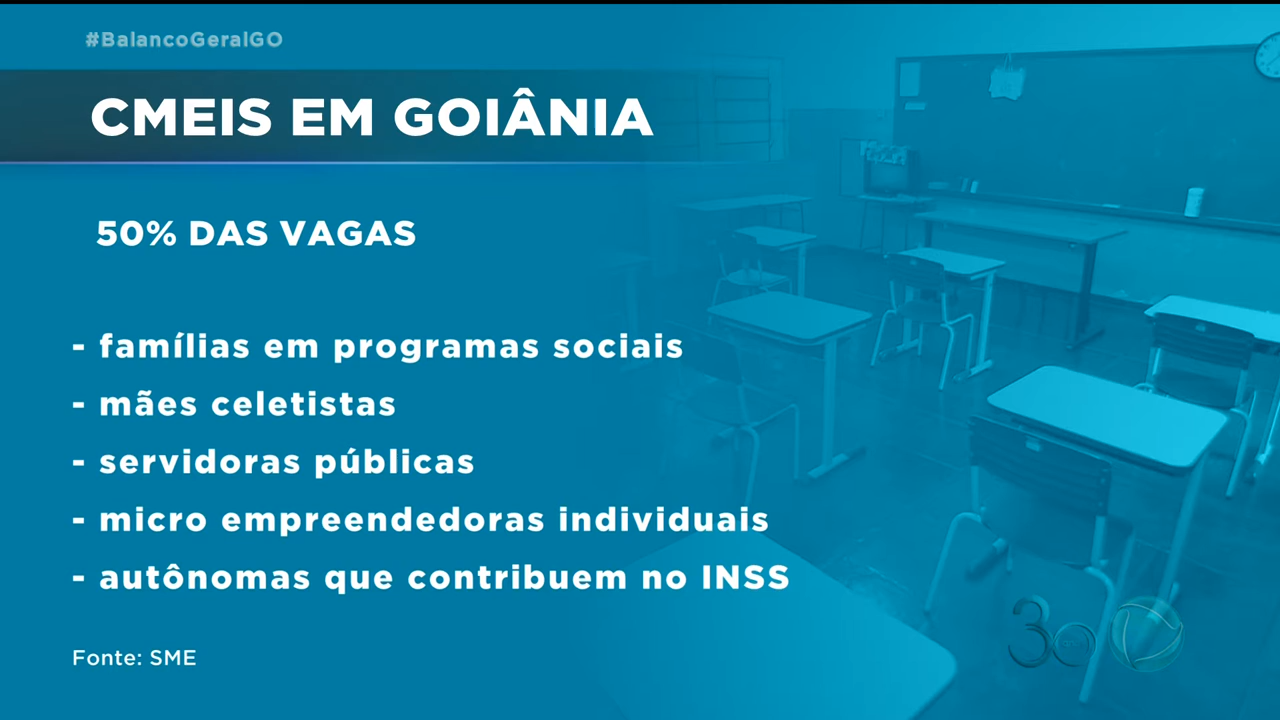 #BalancoGeralGO
CMEIS EM GOIÂNIA
50% DAS VAGAS
- famílias em programas sociais
- mães celetistas
- servidoras públicas
- micro empreendedoras individuais
- autônomas que contribuem no INSS
Fonte: SME
30